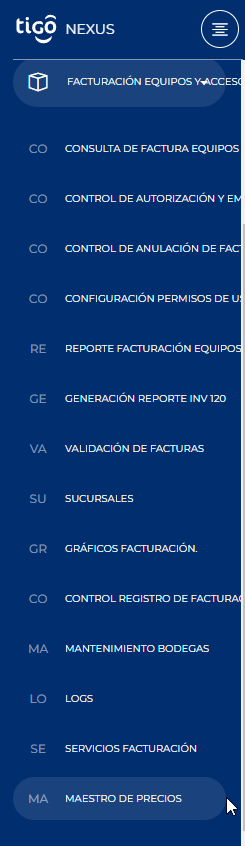 tigo NEXUS
FACTURACIÓN EQUIPOS Y ACCESO
CO CONSULTA DE FACTURA EQUIPOS
CO CONTROL DE AUTORIZACIÓN Y EM
CO CONTROL DE ANULACIÓN DE FACT
CO CONFIGURACIÓN PERMISOS DE US
RE REPORTE FACTURACIÓN EQUIPOS
GE GENERACIÓN REPORTE INV 120
VA VALIDACIÓN DE FACTURAS
SU SUCURSALES
GR GRÁFICOS FACTURACIÓN.
CO CONTROL REGISTRO DE FACTURAC
MA MANTENIMIENTO BODEGAS
LO LOGS
SE SERVICIOS FACTURACIÓN
MA MAESTRO DE PRECIOS